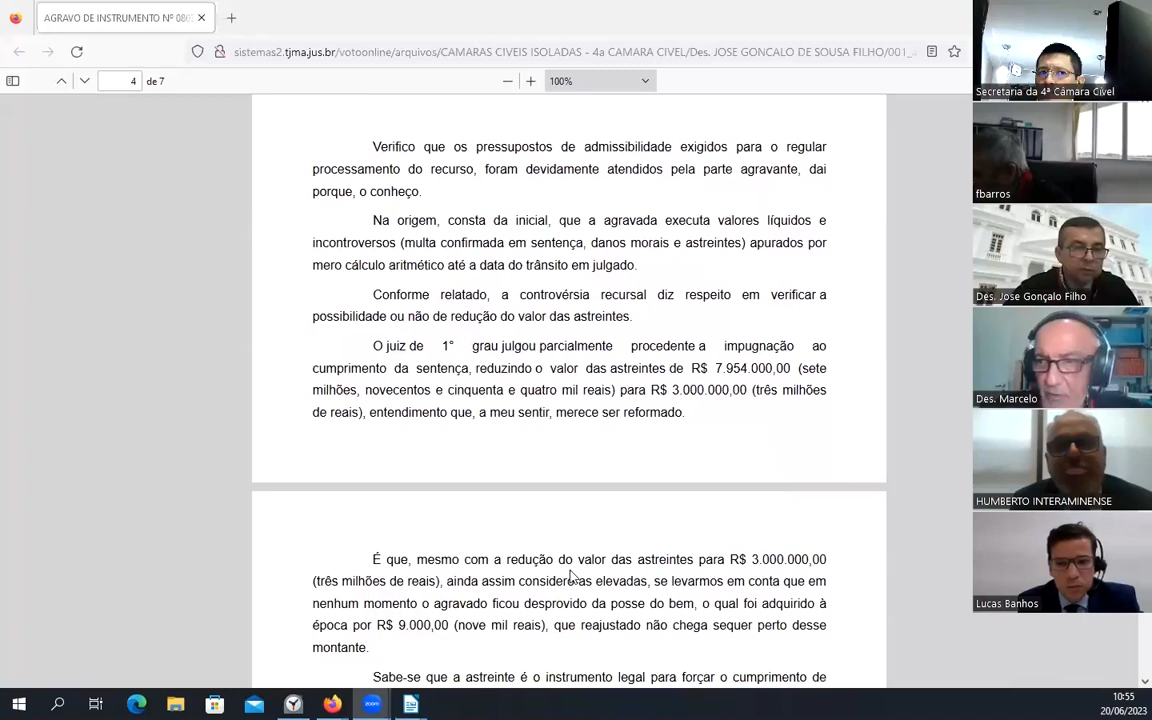 AGRAVO DE INSTRUMENTO Nº 080
sistemas2.tjma.jus.br/votoonline/arquivos/CAMARAS CIVEIS ISOLADAS - 4a CAMARA CIVEL/Des. JOSE GONCALO DE SOUSA FILHO/001_
4 de 7
100%
Verifico que os pressupostos de admissibilidade exigidos para o regular
processamento do recurso, foram devidamente atendidos pela parte agravante, dai
porque, o conheço.
Na origem, consta da inicial, que a agravada executa valores líquidos e
incontroversos (multa confirmada em sentença, danos morais e astreintes) apurados por
mero cálculo aritmético até a data do trânsito em julgado.
Conforme relatado, a controvérsia recursal diz respeito em verificar a
possibilidade ou não de redução do valor das astreintes.
O juiz de 1° grau julgou parcialmente procedente a impugnação ao
cumprimento da sentença, reduzindo o valor das astreintes de R$ 7.954.000,00 (sete
milhões, novecentos e cinquenta e quatro mil reais) para R$ 3.000.000,00 (três milhões
de reais), entendimento que, a meu sentir, merece ser reformado.
É que, mesmo com a redução do valor das astreintes para R$ 3.000.000,00
(três milhões de reais), ainda assim considero as elevadas, se levarmos em conta que em
nenhum momento o agravado ficou desprovido da posse do bem, o qual foi adquirido à
época por R$ 9.000,00 (nove mil reais), que reajustado não chega sequer perto desse
montante.
Sabe-se que a astreinte é o instrumento legal para forçar o cumprimento de
Secretaria da 4ª Câmara Cível
fbarros
Des. Jose Gonçalo Filho
Des. Marcelo
HUMBERTO INTERAMINENSE
Lucas Banhos
zoom
10:55
20/06/2023